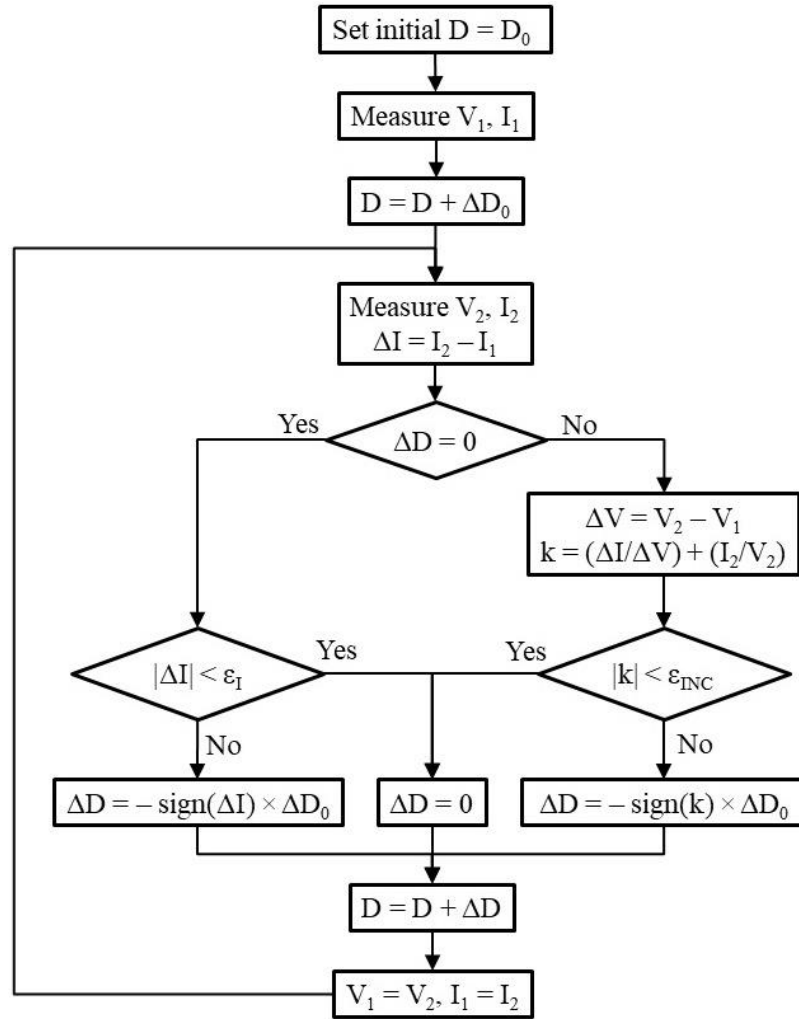 Set initial D = D₀
Measure V₁, I₁
D = D + ΔD₀
Measure V₂, I₂
ΔI = I₂ – I₁
Yes
ΔD = 0
No
ΔV = V₂ – V₁
k = (ΔI/ΔV) + (I₂/V₂)
|ΔI| < ε_I
Yes
Yes
|k| < ε_INC
No
No
ΔD = – sign(ΔI) × ΔD₀
ΔD = 0
ΔD = – sign(k) × ΔD₀
D = D + ΔD
V₁ = V₂, I₁ = I₂